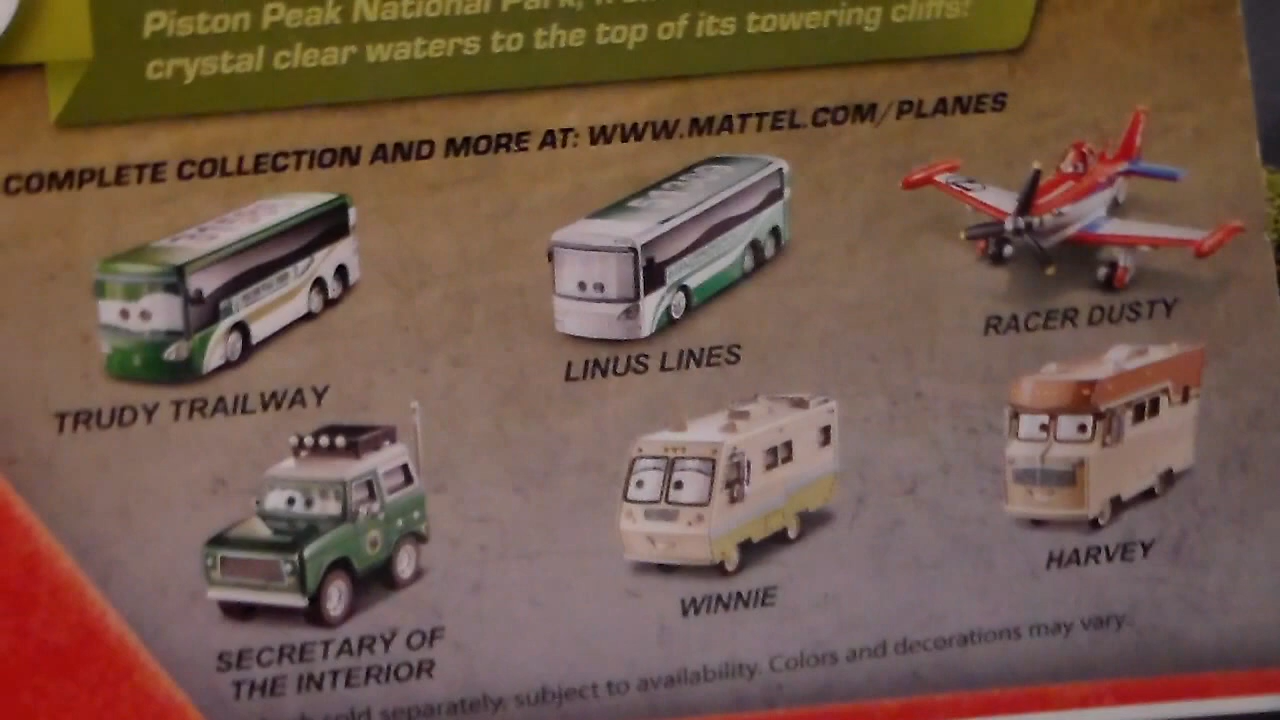 Piston Peak National Park,
crystal clear waters to the top of its towering cliffs!
COMPLETE COLLECTION AND MORE AT: WWW.MATTEL.COM/PLANES
TRUDY TRAILWAY
LINUS LINES
RACER DUSTY
SECRETARY OF
THE INTERIOR
WINNIE
HARVEY
sold separately, subject to availability. Colors and decorations may vary.